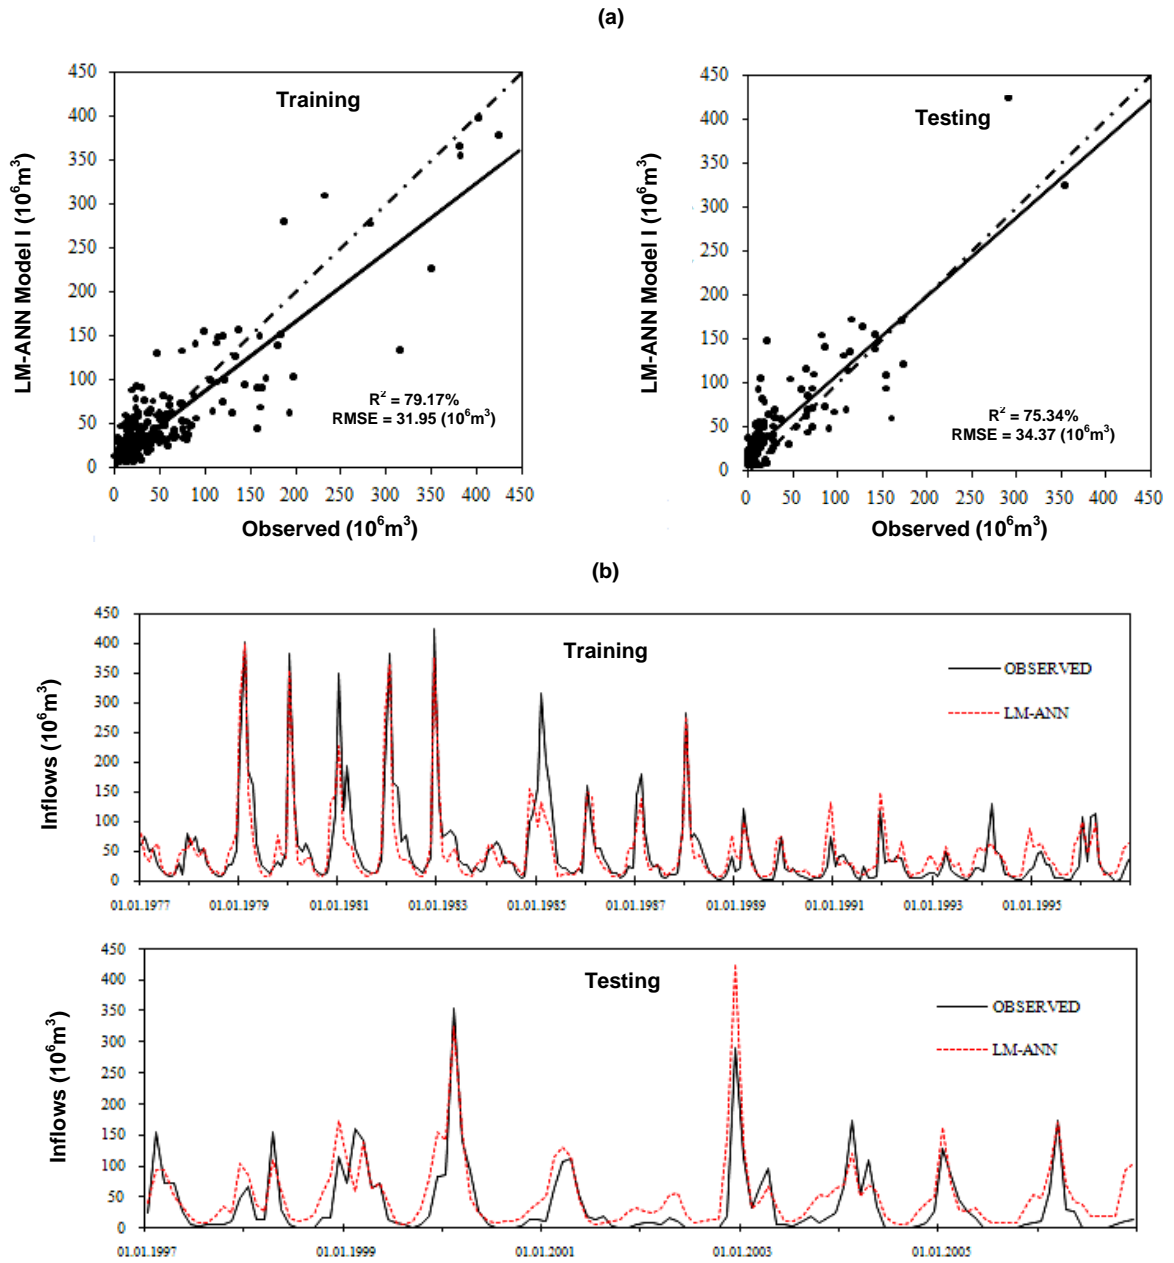 (a)
Training
LM-ANN Model I (10⁶m³)
450
400
350
300
250
200
150
100
50
0
R² = 79.17%
RMSE = 31.95 (10⁶m³)
0 50 100 150 200 250 300 350 400 450
Observed (10⁶m³)
Testing
LM-ANN Model I (10⁶m³)
450
400
350
300
250
200
150
100
50
0
R² = 75.34%
RMSE = 34.37 (10⁶m³)
0 50 100 150 200 250 300 350 400 450
Observed (10⁶m³)
(b)
Training
Inflows (10⁶m³)
450
400
350
300
250
200
150
100
50
0
OBSERVED
LM-ANN
01.01.1977 01.01.1979 01.01.1981 01.01.1983 01.01.1985 01.01.1987 01.01.1989 01.01.1991 01.01.1993 01.01.1995
Testing
Inflows (10⁶m³)
450
400
350
300
250
200
150
100
50
0
OBSERVED
LM-ANN
01.01.1997 01.01.1999 01.01.2001 01.01.2003 01.01.2005